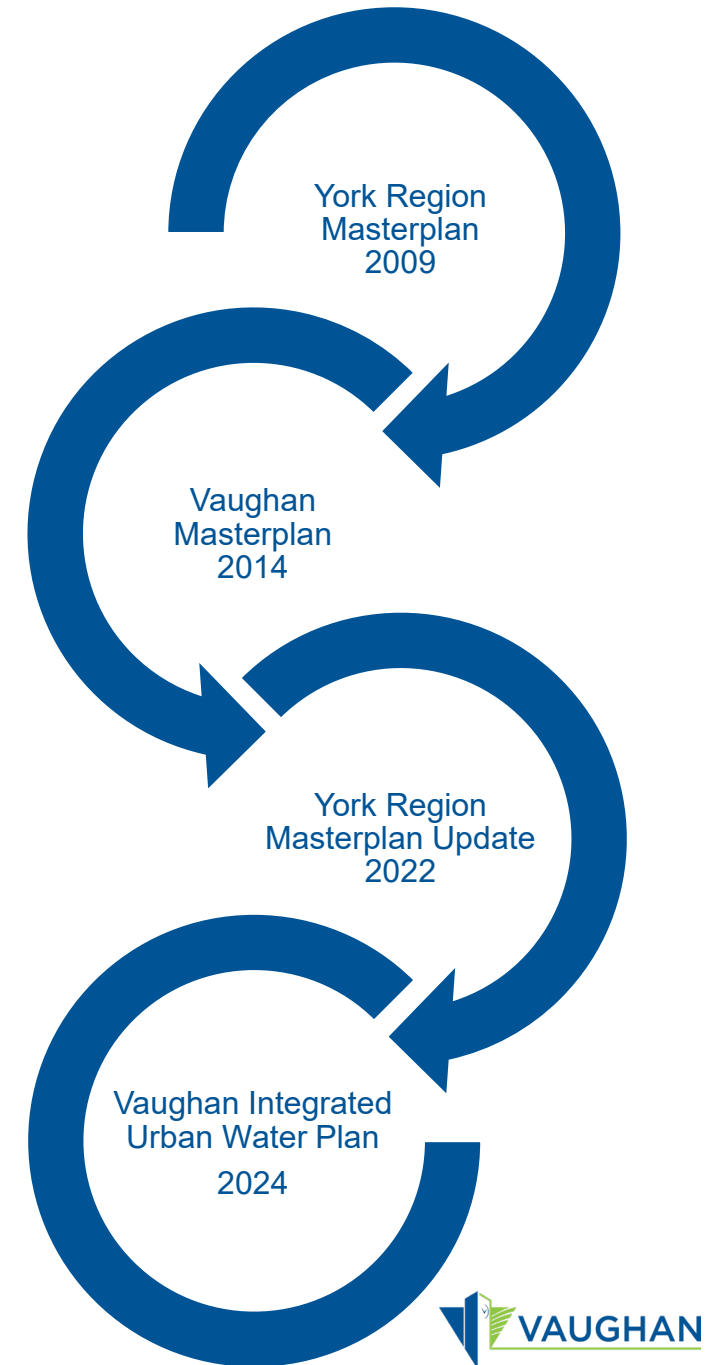 York Region
Masterplan
2009
Vaughan
Masterplan
2014
York Region
Masterplan Update
2022
Vaughan Integrated
Urban Water Plan
2024
VAUGHAN